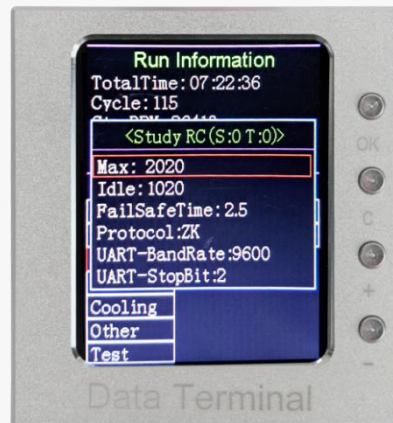 Run Information
TotalTime:07:22:36
Cycle:115
<Study RC(S:0 T:0)>
Max: 2020
Idle:1020
FailSafeTime:2.5
Protocol:ZK
UART-BandRate:9600
UART-StopBit:2
Cooling
Other
Test
OK
C
+
-
Data Terminal